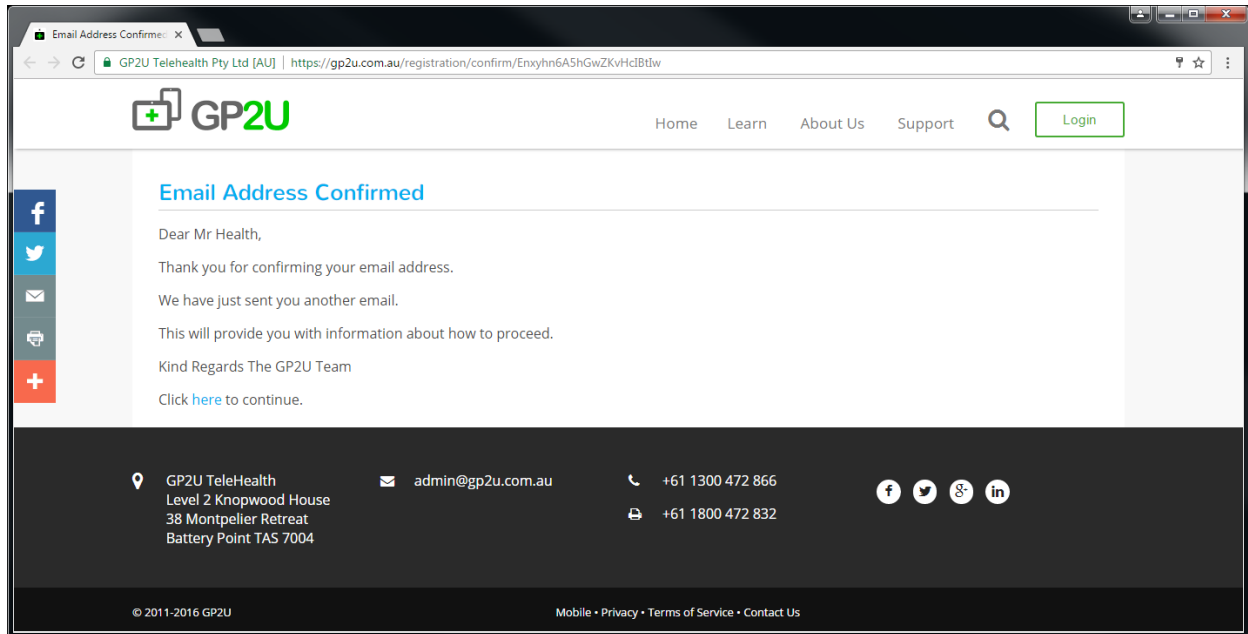 Email Address Confirmed
GP2U Telehealth Pty Ltd [AU] | https://gp2u.com.au/registration/confirm/Enxyhn6A5hGwZKvHcIBtIw
GP2U
Home Learn About Us Support Login
Email Address Confirmed
Dear Mr Health,
Thank you for confirming your email address.
We have just sent you another email.
This will provide you with information about how to proceed.
Kind Regards The GP2U Team
Click here to continue.
GP2U TeleHealth
Level 2 Knopwood House
38 Montpelier Retreat
Battery Point TAS 7004
admin@gp2u.com.au
+61 1300 472 866
+61 1800 472 832
© 2011-2016 GP2U
Mobile • Privacy • Terms of Service • Contact Us